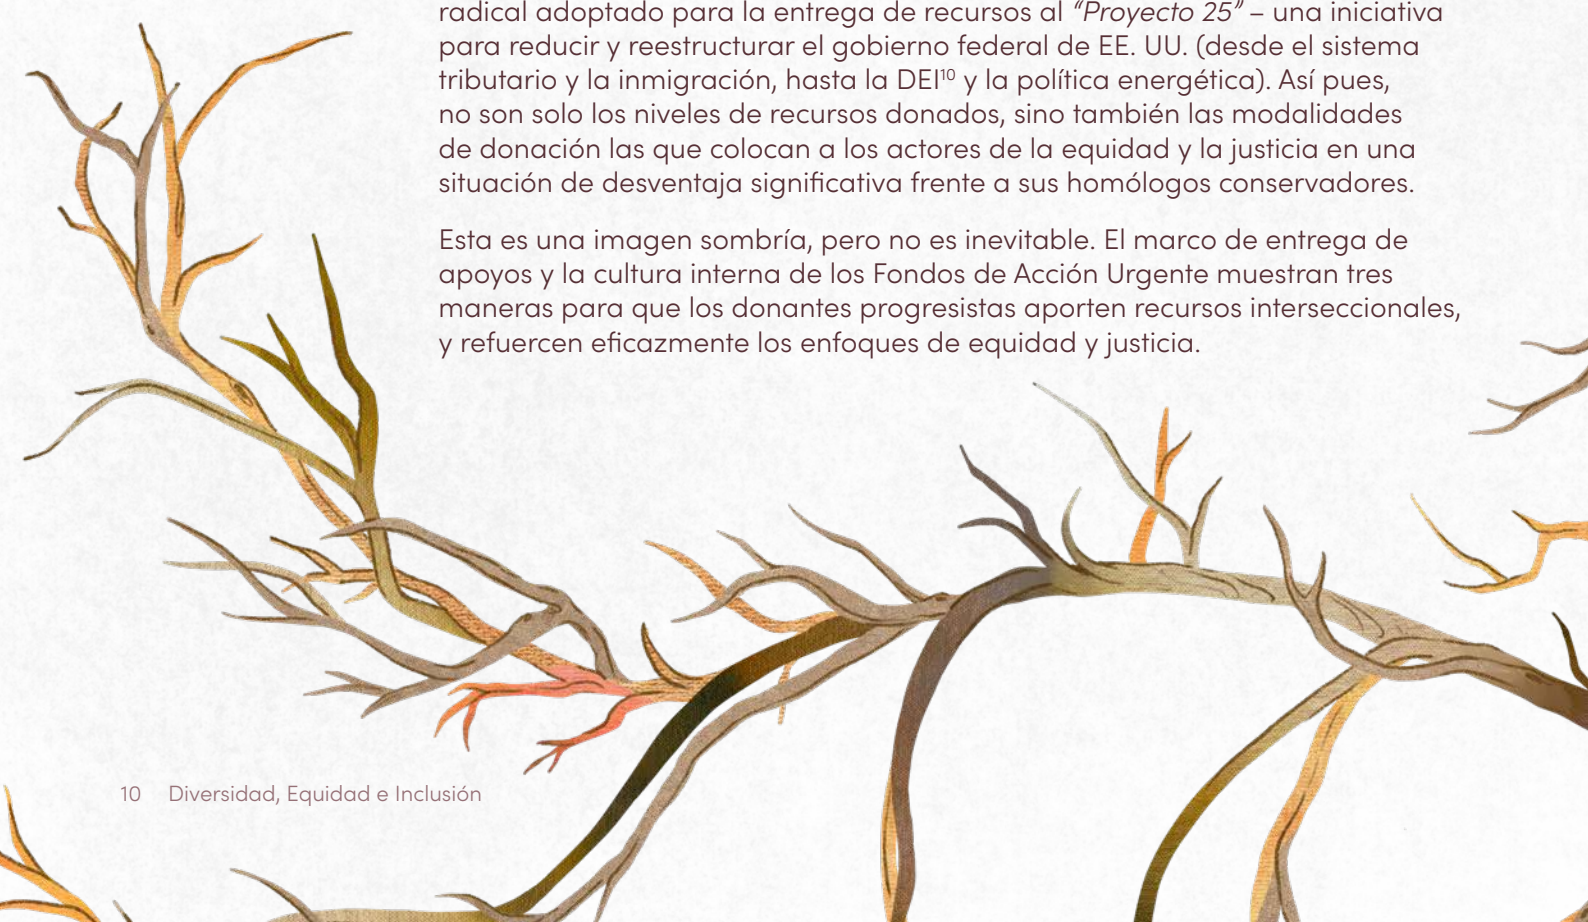 radical adoptado para la entrega de recursos al “Proyecto 25” – una iniciativa
para reducir y reestructurar el gobierno federal de EE. UU. (desde el sistema
tributario y la inmigración, hasta la DEI¹⁰ y la política energética). Así pues,
no son solo los niveles de recursos donados, sino también las modalidades
de donación las que colocan a los actores de la equidad y la justicia en una
situación de desventaja significativa frente a sus homólogos conservadores.
Esta es una imagen sombría, pero no es inevitable. El marco de entrega de
apoyos y la cultura interna de los Fondos de Acción Urgente muestran tres
maneras para que los donantes progresistas aporten recursos interseccionales,
y refuercen eficazmente los enfoques de equidad y justicia.
10 Diversidad, Equidad e Inclusión